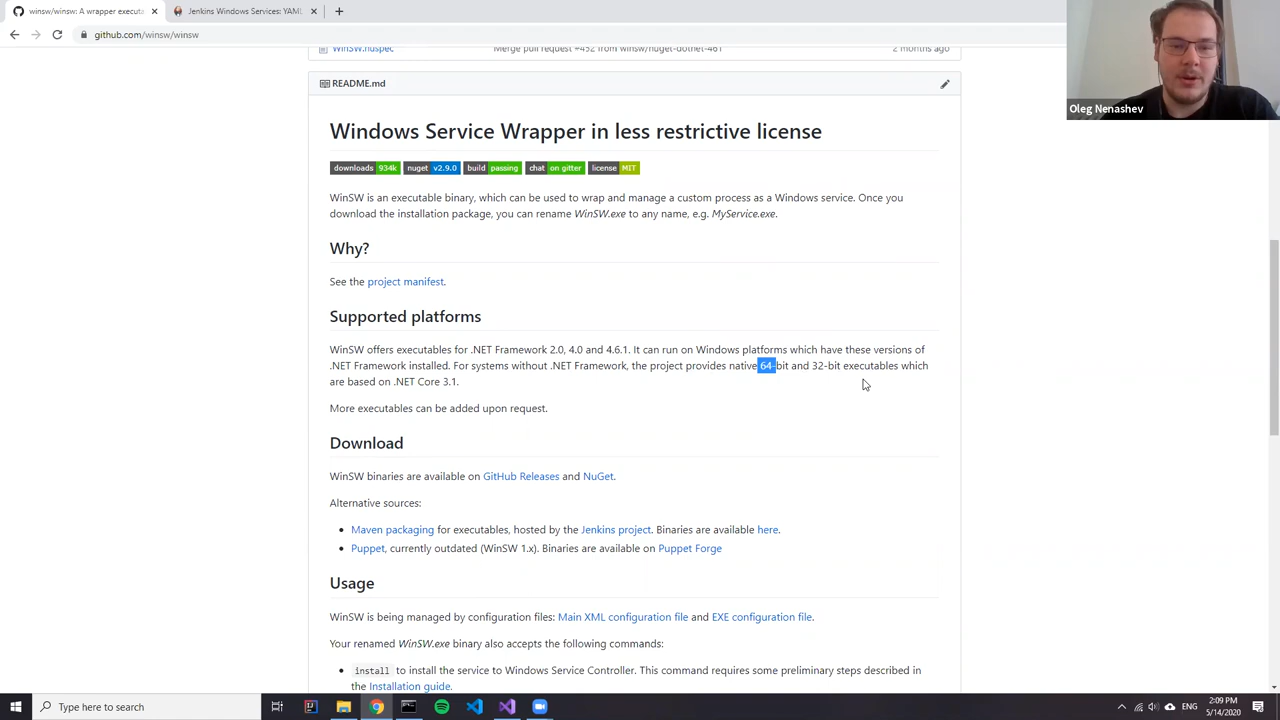 winsw/winsw: A wrapper executa
Jenkins Windows Services: YAML
github.com/winsw/winsw
Oleg Nenashev
WinSW.nuspec
Merge pull request #452 from winsw/nuget-dotnet-461
2 months ago
README.md
Windows Service Wrapper in less restrictive license
downloads 934k nuget v2.9.0 build passing chat on gitter license MIT
WinSW is an executable binary, which can be used to wrap and manage a custom process as a Windows service. Once you
download the installation package, you can rename WinSW.exe to any name, e.g. MyService.exe.
Why?
See the project manifest.
Supported platforms
WinSW offers executables for .NET Framework 2.0, 4.0 and 4.6.1. It can run on Windows platforms which have these versions of
.NET Framework installed. For systems without .NET Framework, the project provides native 64-bit and 32-bit executables which
are based on .NET Core 3.1.
More executables can be added upon request.
Download
WinSW binaries are available on GitHub Releases and NuGet.
Alternative sources:
• Maven packaging for executables, hosted by the Jenkins project. Binaries are available here.
• Puppet, currently outdated (WinSW 1.x). Binaries are available on Puppet Forge
Usage
WinSW is being managed by configuration files: Main XML configuration file and EXE configuration file.
Your renamed WinSW.exe binary also accepts the following commands:
• install to install the service to Windows Service Controller. This command requires some preliminary steps described in
the Installation guide.
Type here to search
ENG
2:09 PM
5/14/2020